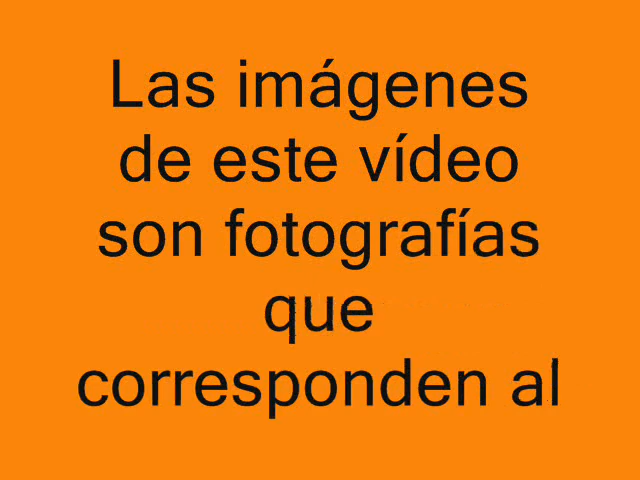 Las imágenes
de este vídeo
son fotografías
que
corresponden al